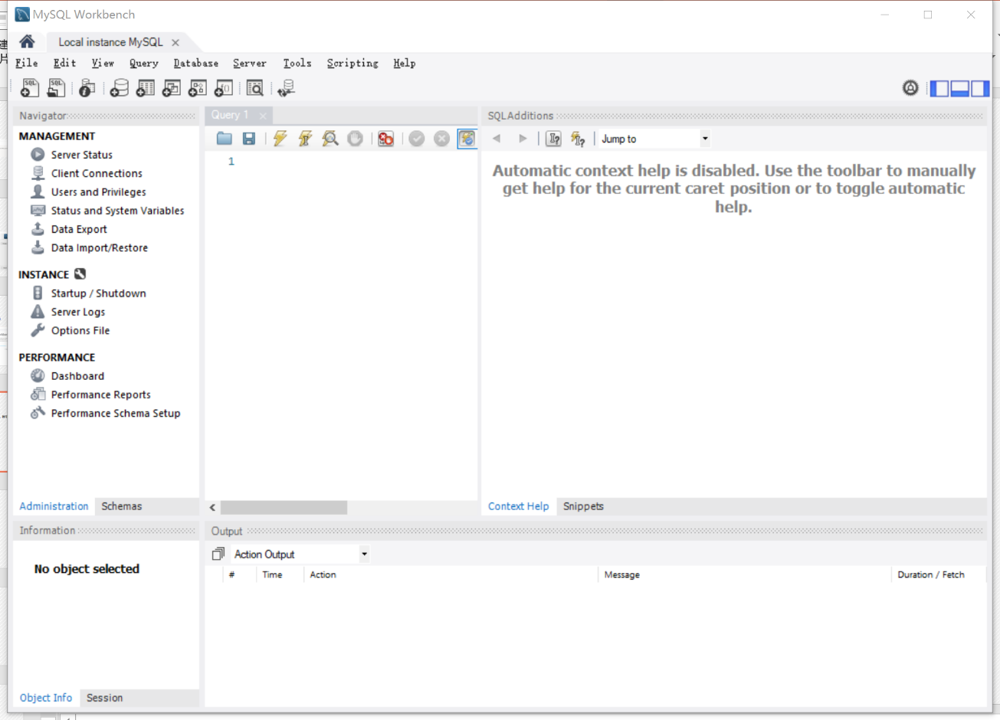 MySQL Workbench
Local instance MySQL
File Edit View Query Database Server Tools Scripting Help
Navigator
MANAGEMENT
Server Status
Client Connections
Users and Privileges
Status and System Variables
Data Export
Data Import/Restore
INSTANCE
Startup / Shutdown
Server Logs
Options File
PERFORMANCE
Dashboard
Performance Reports
Performance Schema Setup
Administration Schemas
Query 1
1
SQLAdditions
Jump to
Automatic context help is disabled. Use the toolbar to manually
get help for the current caret position or to toggle automatic
help.
Context Help Snippets
Information
No object selected
Object Info Session
Output
Action Output
# Time Action Message Duration / Fetch